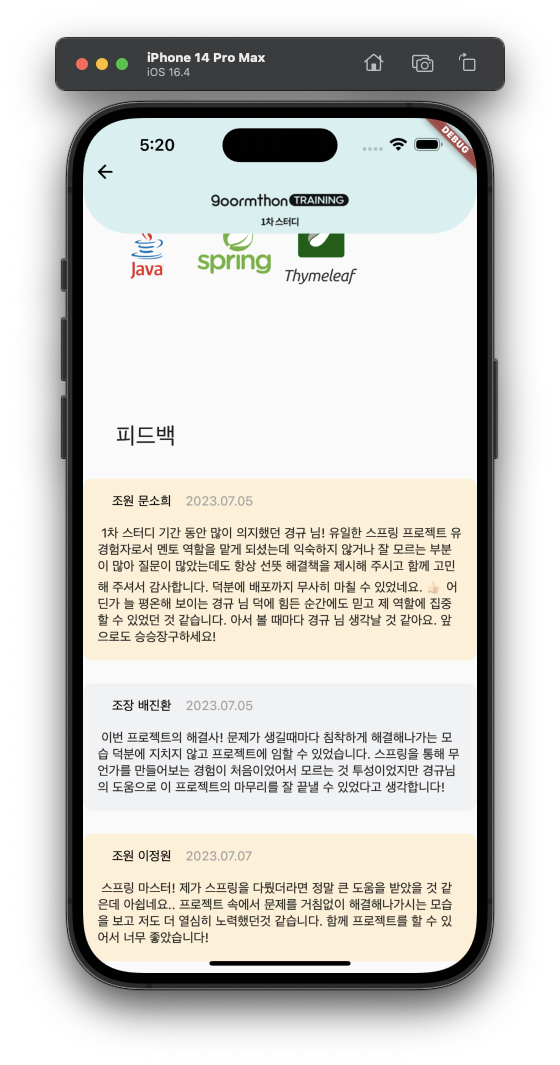 iPhone 14 Pro Max
iOS 16.4
5:20
DEBUG
goormthon TRAINING
1차 스터디
Java
spring
Thymeleaf
피드백
조원 문소희 2023.07.05
1차 스터디 기간 동안 많이 의지했던 경규 님! 유일한 스프링 프로젝트 유
경험자로서 멘토 역할을 맡게 되셨는데 익숙하지 않거나 잘 모르는 부분
이 많아 질문이 많았는데도 항상 선뜻 해결책을 제시해 주시고 함께 고민
해 주셔서 감사합니다. 덕분에 배포까지 무사히 마칠 수 있었네요. 👍🏻 어
딘가 늘 평온해 보이는 경규 님 덕에 힘든 순간에도 믿고 제 역할에 집중
할 수 있었던 것 같습니다. 아서 볼 때마다 경규 님 생각날 것 같아요. 앞
으로도 승승장구하세요!
조장 배진환 2023.07.05
이번 프로젝트의 해결사! 문제가 생길때마다 침착하게 해결해나가는 모
습 덕분에 지치지 않고 프로젝트에 임할 수 있었습니다. 스프링을 통해 무
언가를 만들어보는 경험이 처음이었어서 모르는 것 투성이었지만 경규님
의 도움으로 이 프로젝트의 마무리를 잘 끝낼 수 있었다고 생각합니다!
조원 이정원 2023.07.07
스프링 마스터! 제가 스프링을 다뤘더라면 정말 큰 도움을 받았을 것 같
은데 아쉽네요.. 프로젝트 속에서 문제를 거침없이 해결해나가시는 모습
을 보고 저도 더 열심히 노력했던것 같습니다. 함께 프로젝트를 할 수 있
어서 너무 좋았습니다!